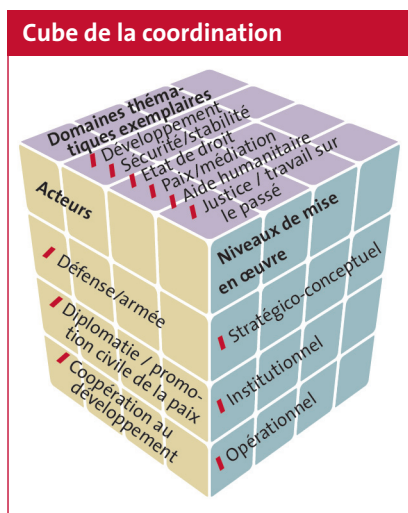 Cube de la coordination
Domaines théma-
tiques exemplaires
Développement
Sécurité/stabilité
Etat de droit
Paix/médiation
Aide humanitaire
Justice / travail sur
le passé
Acteurs
Défense/armée
Diplomatie / promo-
tion civile de la paix
Coopération au
développement
Niveaux de mise
en œuvre
Stratégico-conceptuel
Institutionnel
Opérationnel